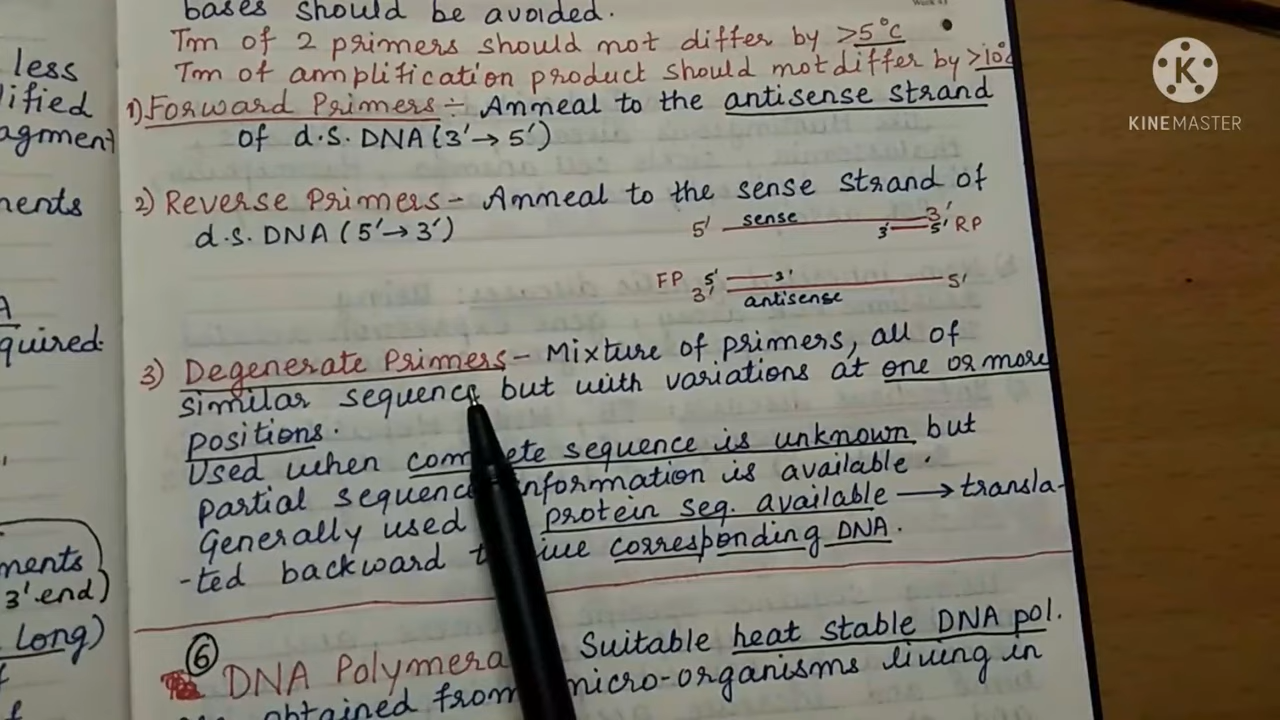 bases should be avoided.
Tm of 2 primers should not differ by >5°C
Tm of amplification product should not differ by >10°C
1) Forward Primers ÷ Anneal to the antisense strand
of d.s. DNA (3' → 5')
2) Reverse Primers - Anneal to the sense strand of
d.s. DNA (5' → 3')
5' sense 3'
3' 5' RP
FP 5' 3'
3' 5'
antisense
3) Degenerate Primers - Mixture of primers, all of
similar sequence but with variations at one or more
positions.
Used when complete sequence is unknown but
partial sequence information is available.
Generally used protein seq. available → transla-
-ted backward corresponding DNA.
6 DNA Polymera Suitable heat stable DNA pol.
obtained from micro-organisms living in
less
lified
agment
nents
A
quired.
ments
3' end)
Long)
f
KINEMASTER
K